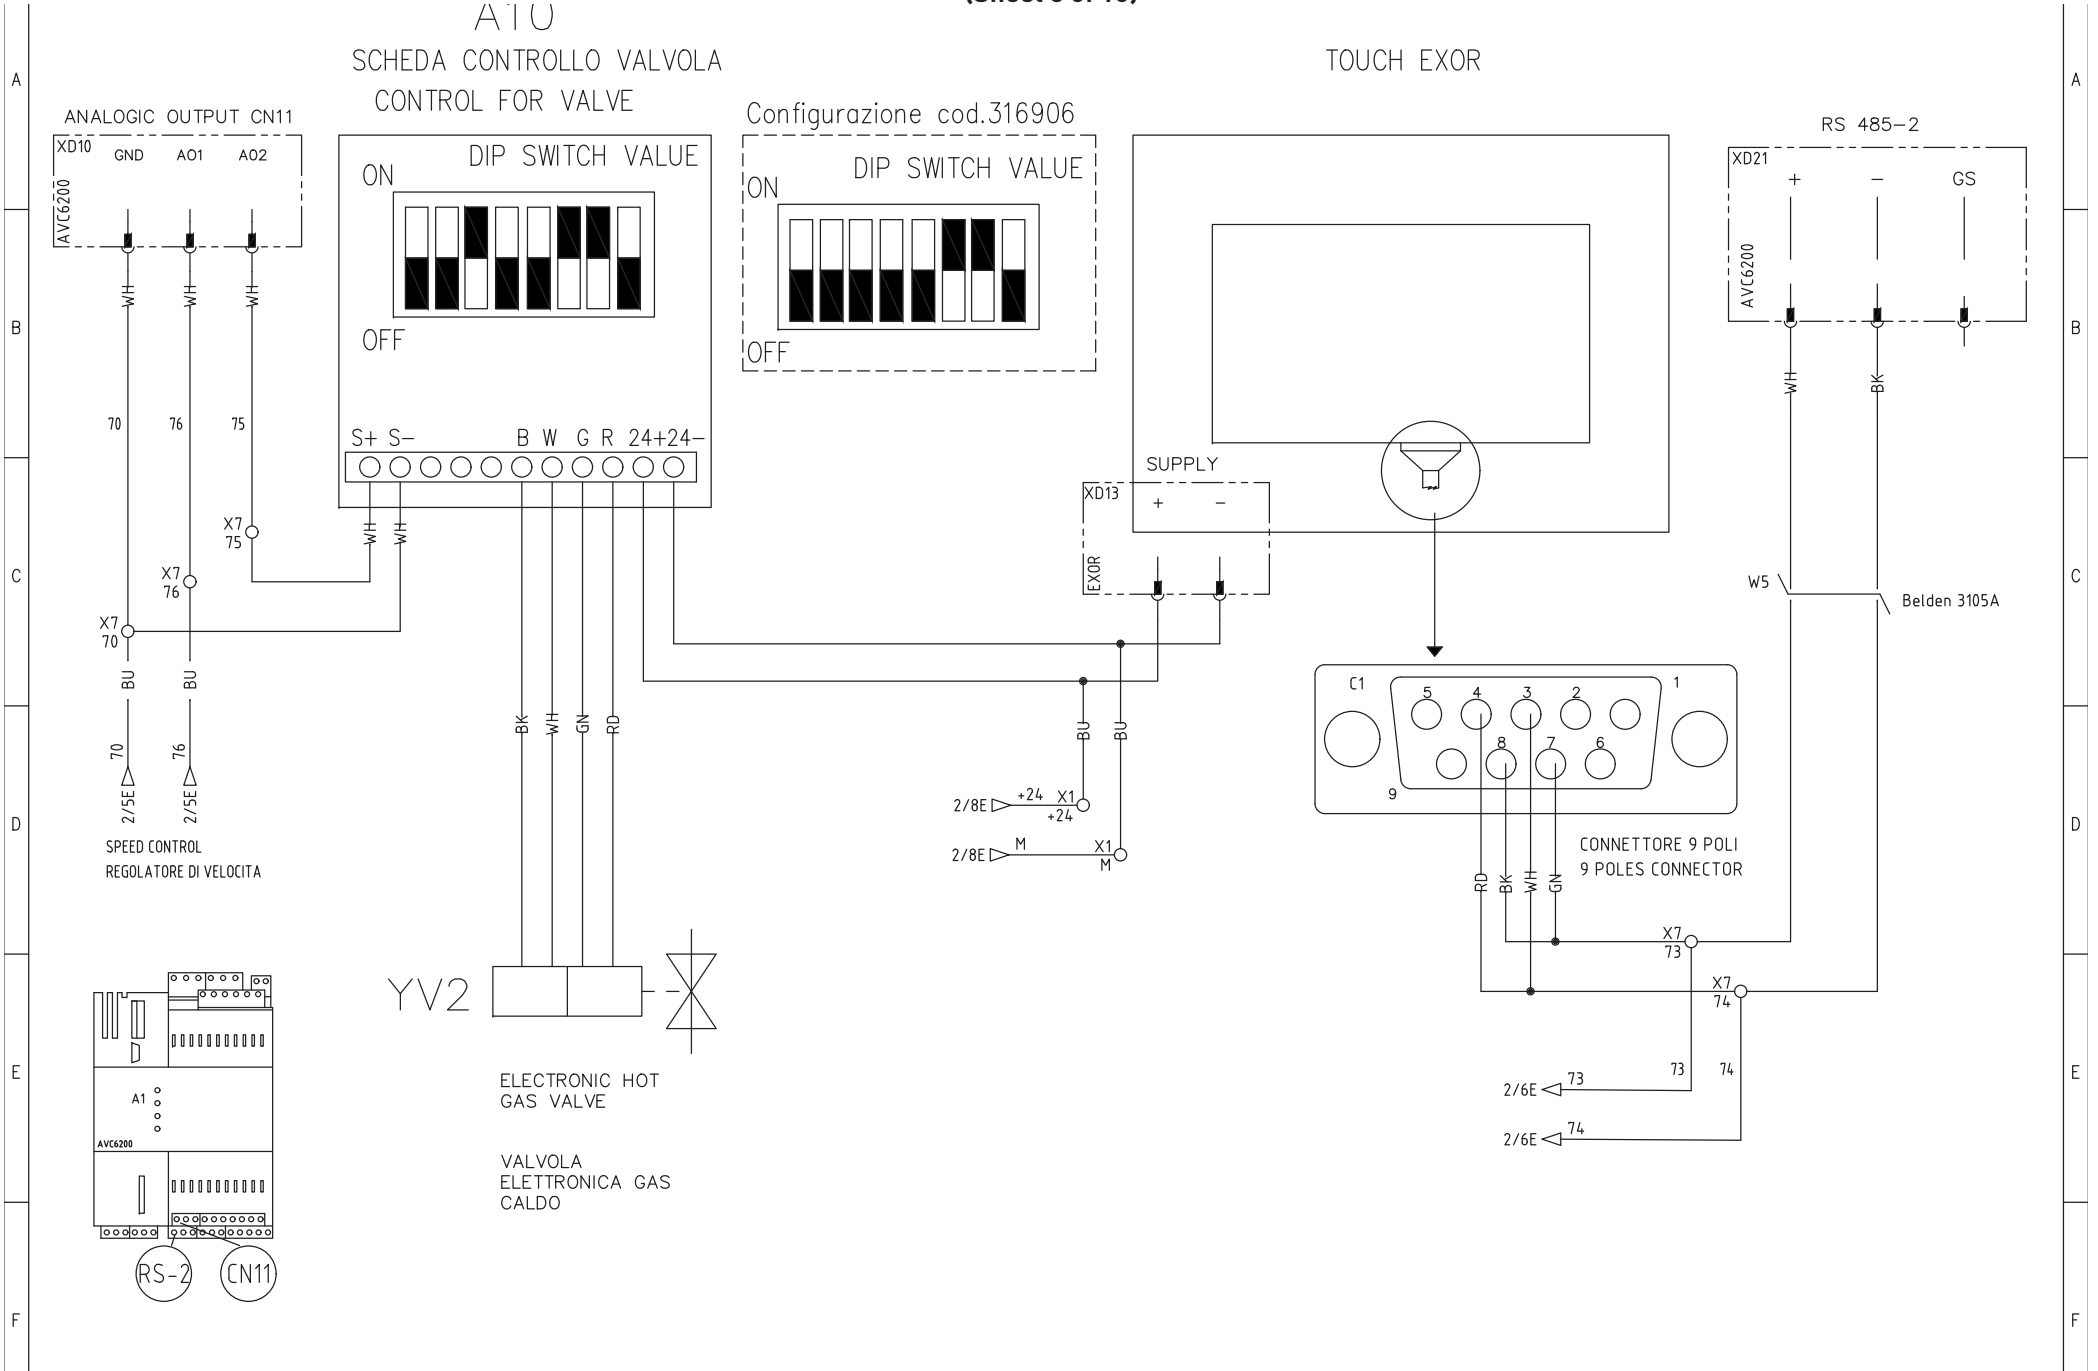 A10
SCHEDA CONTROLLO VALVOLA
CONTROL FOR VALVE
TOUCH EXOR
A
A
ANALOGIC OUTPUT CN11
XD10
GND
AO1
AO2
AVC6200
DIP SWITCH VALUE
ON
OFF
Configurazione cod.316906
DIP SWITCH VALUE
ON
OFF
RS 485-2
XD21
+
-
GS
AVC6200
WH
WH
WH
B
B
WH
BK
70
76
75
S+ S- B W G R 24+24-
SUPPLY
XD13
+
-
EXOR
X7
75
WH
WH
X7
76
X7
70
C
C
W5
Belden 3105A
BU
BU
70
76
2/5E
2/5E
SPEED CONTROL
REGOLATORE DI VELOCITA
BK
WH
GN
RD
BU
BU
2/8E
+24
X1
+24
2/8E
M
X1
M
C1
1
5
4
3
2
8
7
6
9
D
D
CONNETTORE 9 POLI
9 POLES CONNECTOR
RD
BK
WH
GN
X7
73
X7
74
YV2
ELECTRONIC HOT
GAS VALVE
VALVOLA
ELETTRONICA GAS
CALDO
E
E
73
74
2/6E
73
2/6E
74
A1
AVC6200
RS-2
CN11
F
F